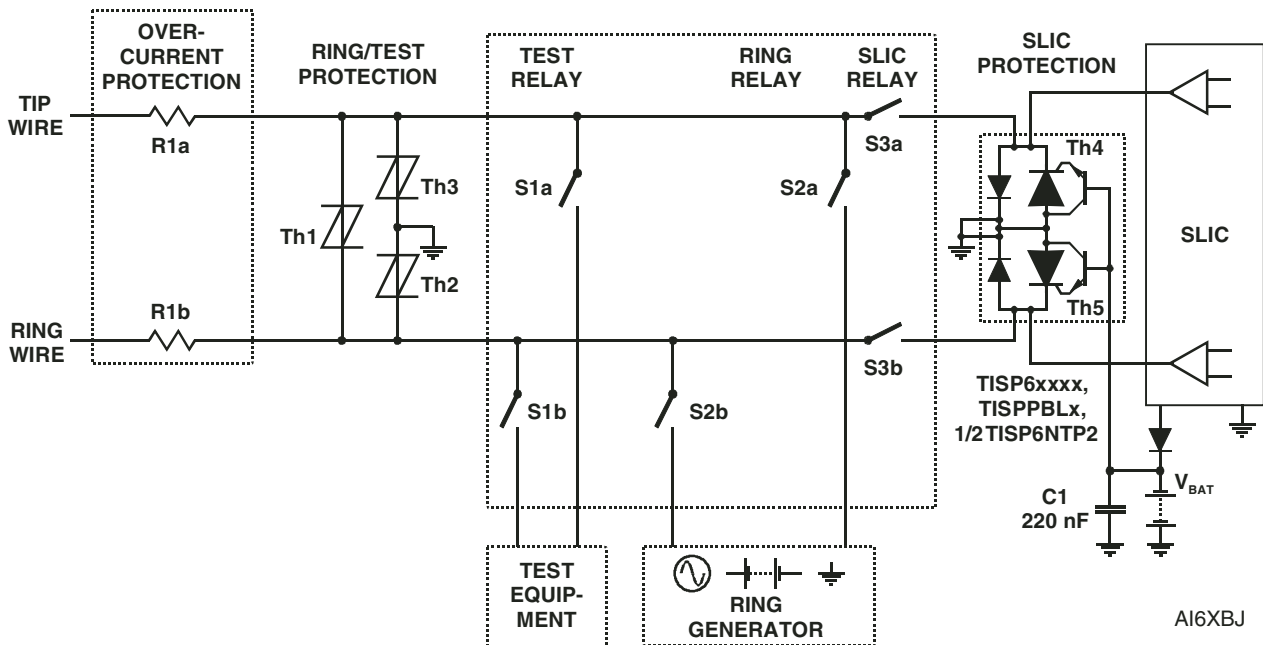 OVER-
CURRENT
PROTECTION
RING/TEST
PROTECTION
TEST
RELAY
RING
RELAY
SLIC
RELAY
SLIC
PROTECTION
TIP
WIRE
R1a
S3a
Th4
Th3
S1a
S2a
Th1
SLIC
Th2
R1b
Th5
RING
WIRE
S3b
S1b
S2b
TISP6xxxx,
TISPPBLx,
1/2 TISP6NTP2
VBAT
C1
220 nF
TEST
EQUIP-
MENT
RING
GENERATOR
AI6XBJ